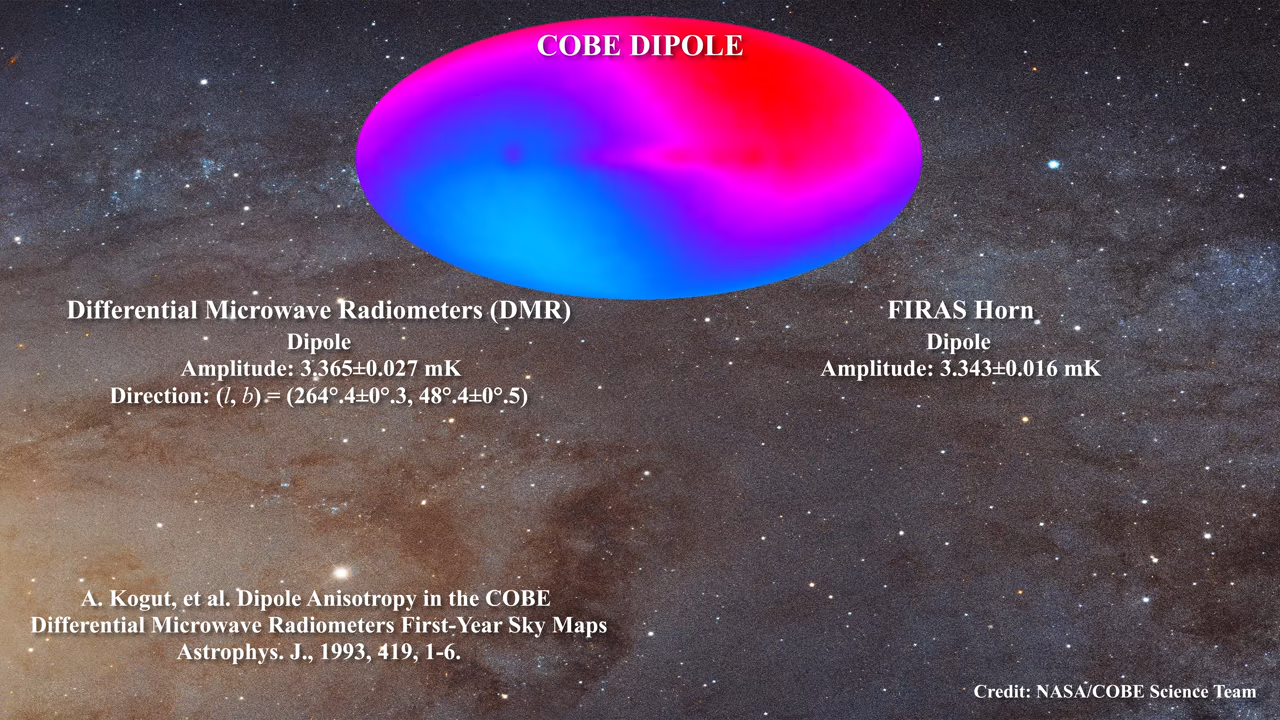 COBE DIPOLE
Differential Microwave Radiometers (DMR)
Dipole
Amplitude: 3.365±0.027 mK
Direction: (l, b) = (264°.4±0°.3, 48°.4±0°.5)
FIRAS Horn
Dipole
Amplitude: 3.343±0.016 mK
A. Kogut, et al. Dipole Anisotropy in the COBE
Differential Microwave Radiometers First-Year Sky Maps
Astrophys. J., 1993, 419, 1-6.
Credit: NASA/COBE Science Team